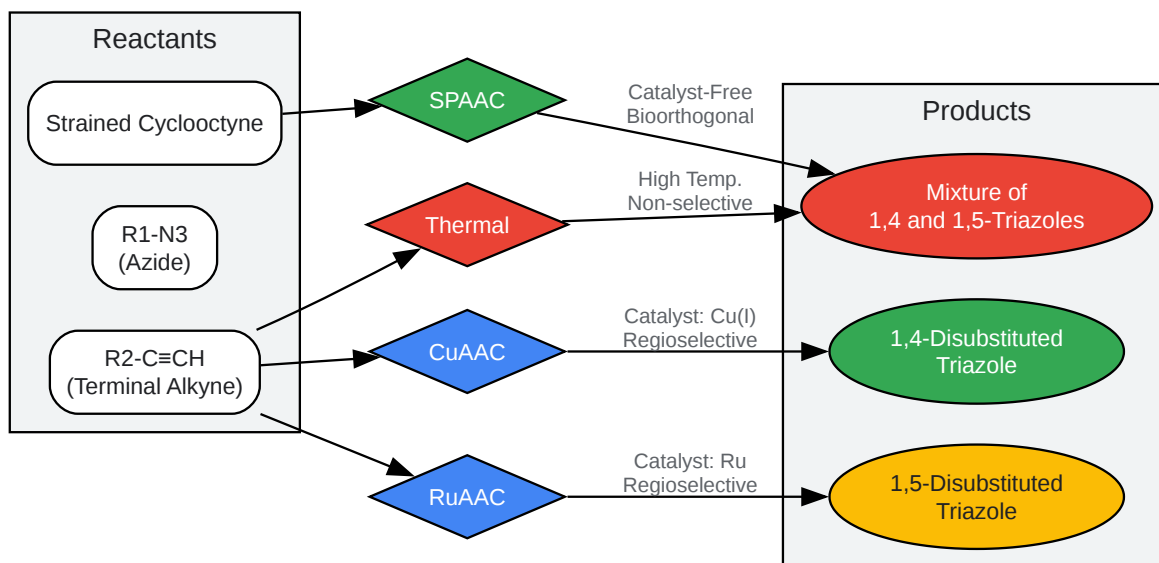 Reactants
Strained Cyclooctyne
R1-N3
(Azide)
R2-C≡CH
(Terminal Alkyne)
SPAAC
Thermal
CuAAC
RuAAC
Catalyst-Free
Bioorthogonal
High Temp.
Non-selective
Catalyst: Cu(I)
Regioselective
Catalyst: Ru
Regioselective
Products
Mixture of
1,4 and 1,5-Triazoles
1,4-Disubstituted
Triazole
1,5-Disubstituted
Triazole